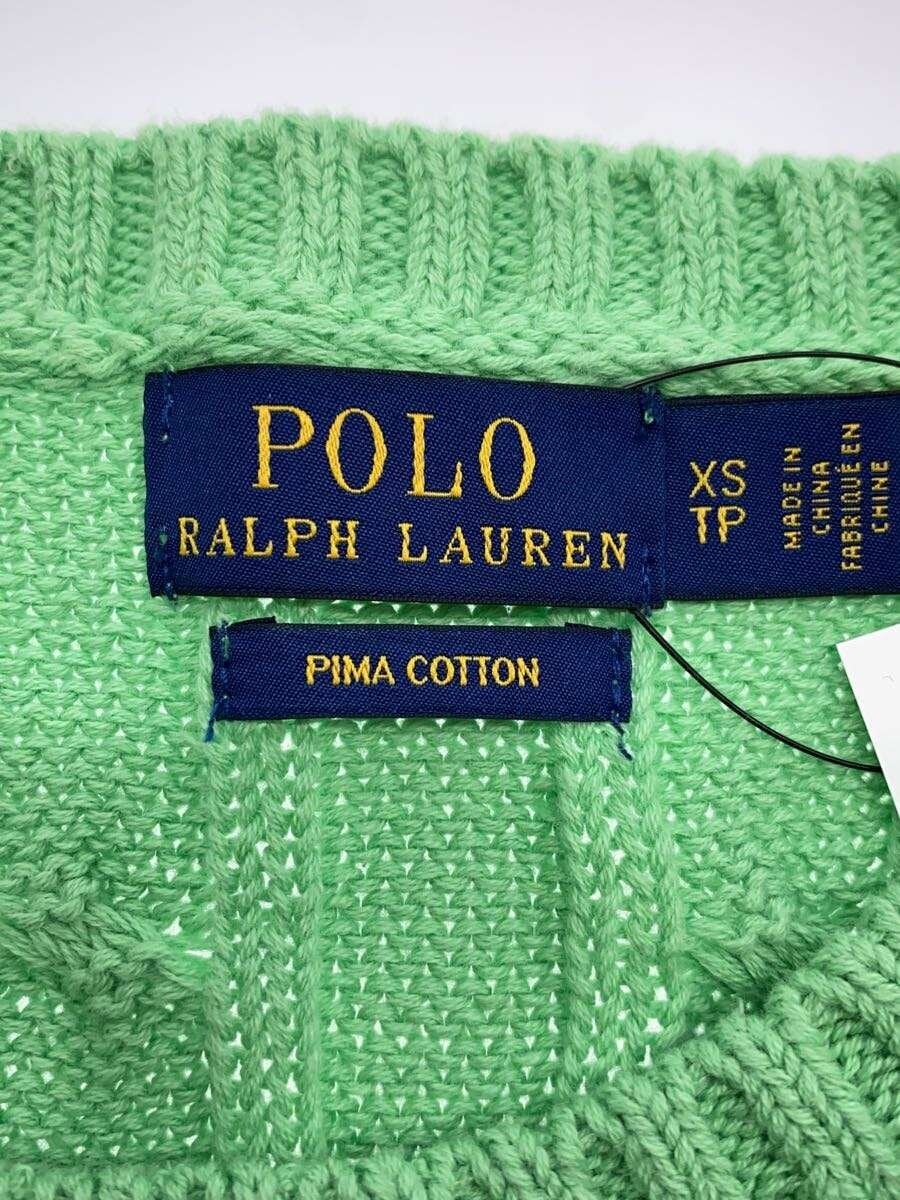 POLO
RALPH LAUREN
XS
TP
MADE IN
CHINA
FABRIQUÉ EN
CHINE
PIMA COTTON